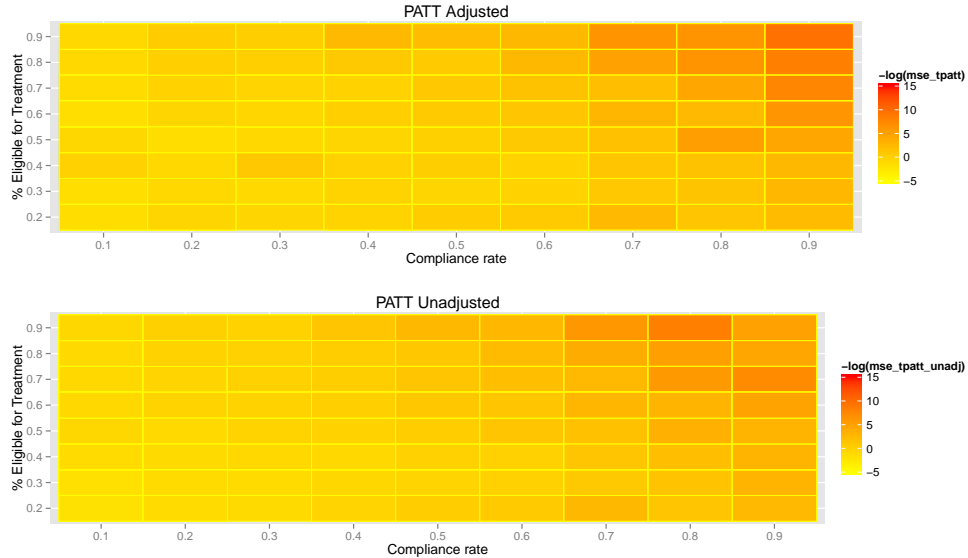 PATT Adjusted
% Eligible for Treatment
0.9
0.8
0.7
0.6
0.5
0.4
0.3
0.2
0.1 0.2 0.3 0.4 0.5 0.6 0.7 0.8 0.9
Compliance rate
−log(mse_tpatt)
15
10
5
0
−5
PATT Unadjusted
% Eligible for Treatment
0.9
0.8
0.7
0.6
0.5
0.4
0.3
0.2
0.1 0.2 0.3 0.4 0.5 0.6 0.7 0.8 0.9
Compliance rate
−log(mse_tpatt_unadj)
15
10
5
0
−5